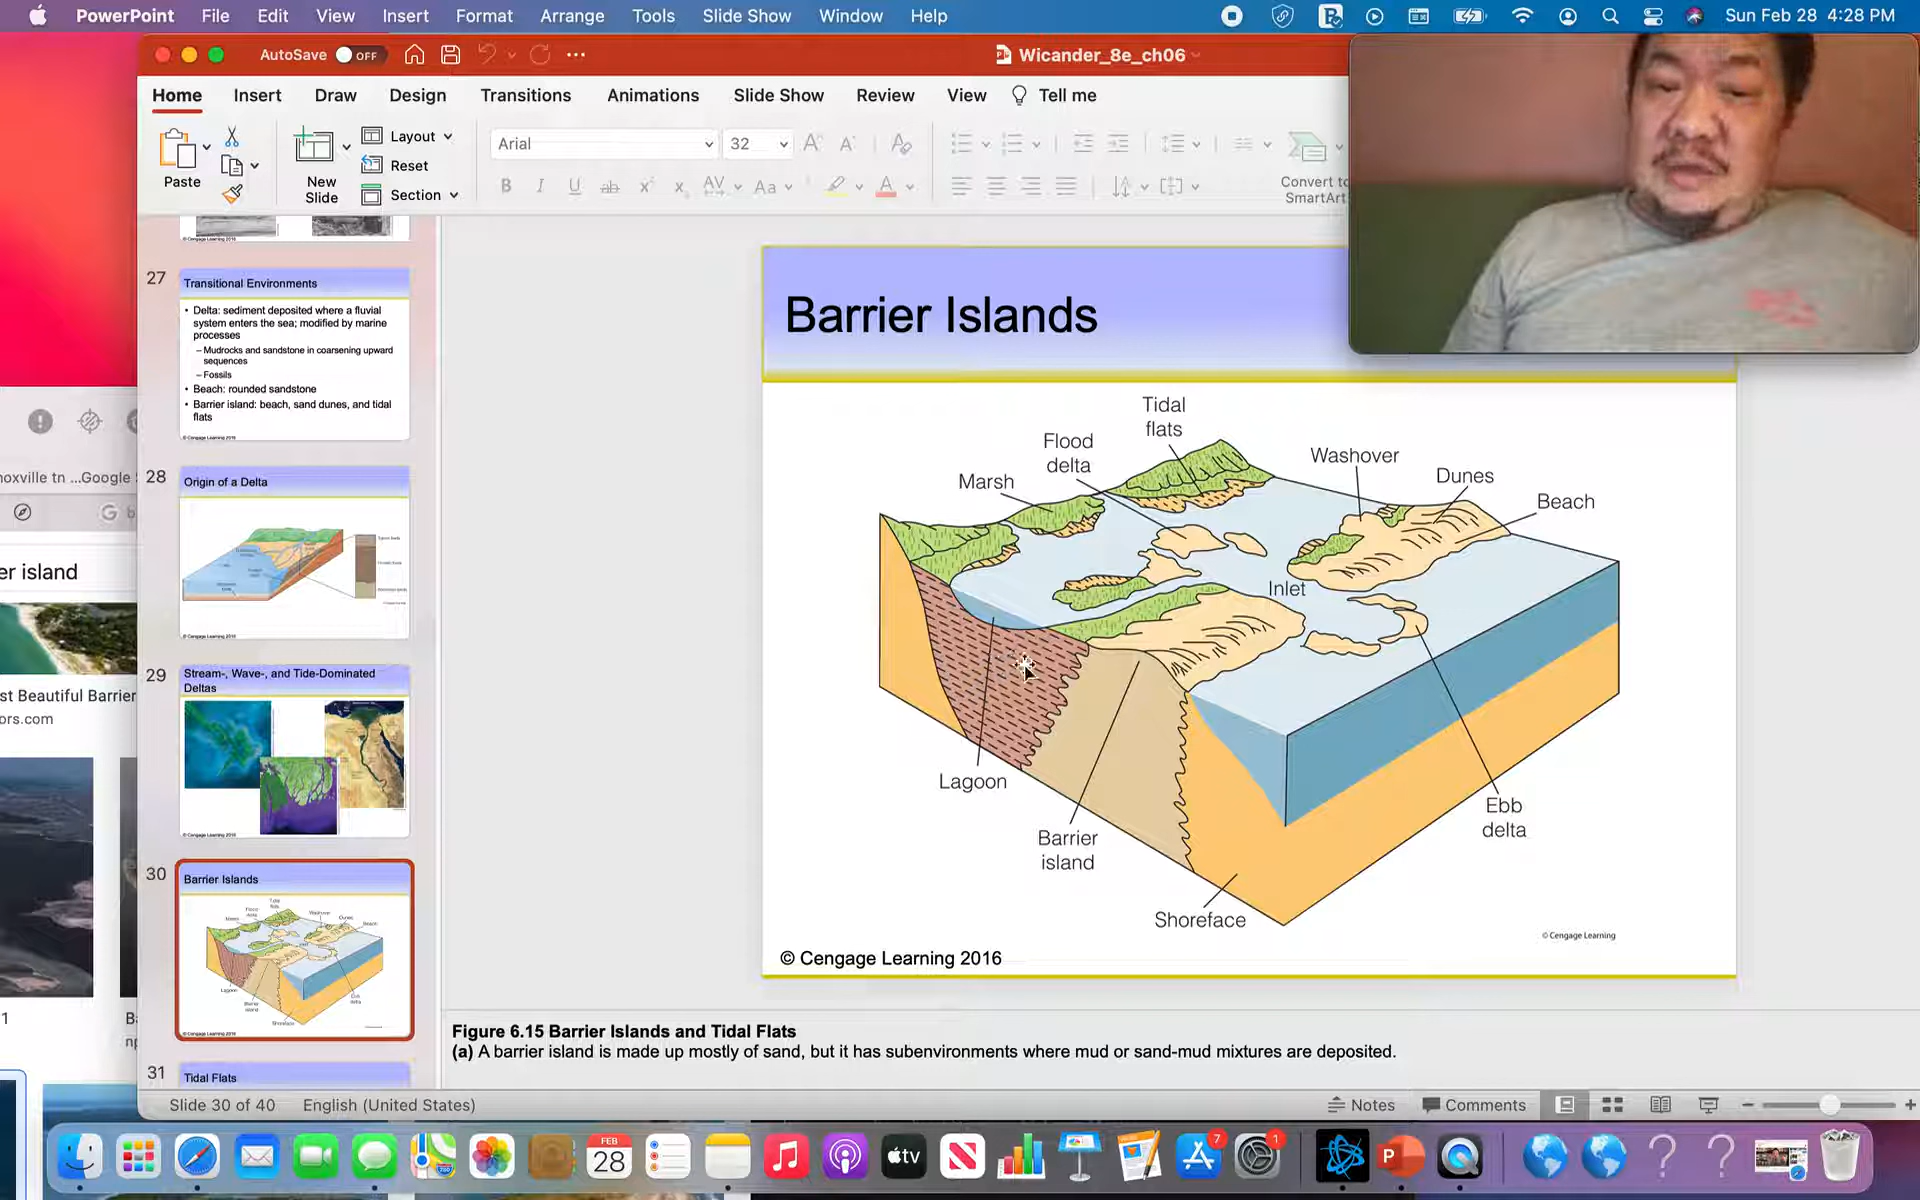 PowerPoint File Edit View Insert Format Arrange Tools Slide Show Window Help
Sun Feb 28 4:28 PM
AutoSave OFF
Wicander_8e_ch06
Home Insert Draw Design Transitions Animations Slide Show Review View Tell me
Paste
New
Slide
Layout
Reset
Section
Arial
32
Convert to
SmartArt
27
Transitional Environments
• Delta: sediment deposited where a fluvial
system enters the sea; modified by marine
processes
– Mudrocks and sandstone in coarsening upward
sequences
– Fossils
• Beach: rounded sandstone
• Barrier island: beach, sand dunes, and tidal
flats
28
Origin of a Delta
29
Stream-, Wave-, and Tide-Dominated
Deltas
30
Barrier Islands
31
Tidal Flats
Barrier Islands
Tidal
flats
Flood
delta
Marsh
Washover
Dunes
Beach
Inlet
Lagoon
Barrier
island
Shoreface
Ebb
delta
© Cengage Learning
© Cengage Learning 2016
Figure 6.15 Barrier Islands and Tidal Flats
(a) A barrier island is made up mostly of sand, but it has subenvironments where mud or sand-mud mixtures are deposited.
Slide 30 of 40 English (United States)
Notes Comments
noxville tn ...Google
er island
st Beautiful Barrier
ors.com
FEB
28
tv
7
1